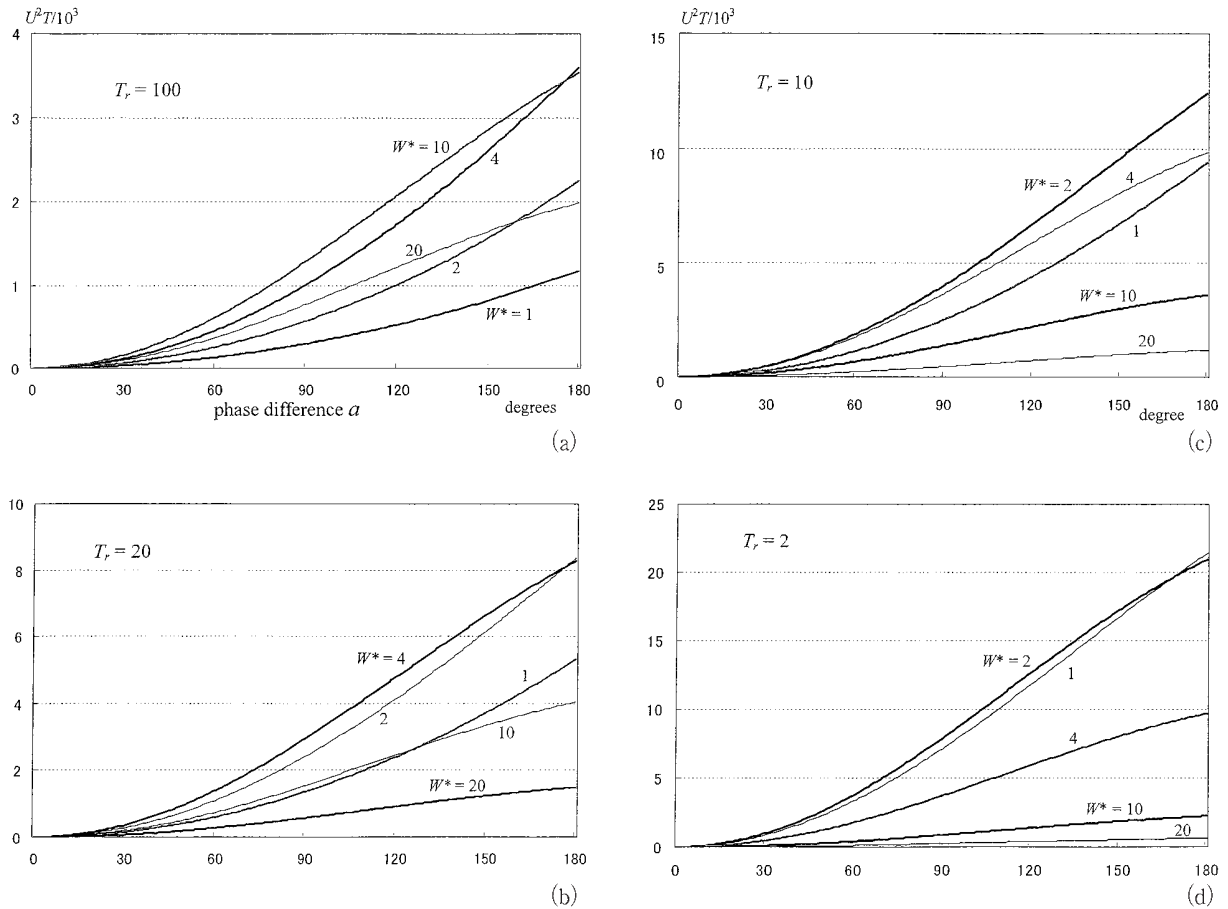 U²T/10³
4
3
2
1
0
T_r = 100
W* = 10
4
20
2
W* = 1
0 30 60 90 120 150 180
phase difference a degrees
(a)
U²T/10³
15
10
5
0
T_r = 10
W* = 2
4
1
W* = 10
20
0 30 60 90 120 150 180
degree
(c)
10
8
6
4
2
0
T_r = 20
W* = 4
2
1
10
W* = 20
0 30 60 90 120 150 180
(b)
25
20
15
10
5
0
T_r = 2
W* = 2
1
4
W* = 10
20
0 30 60 90 120 150 180
(d)